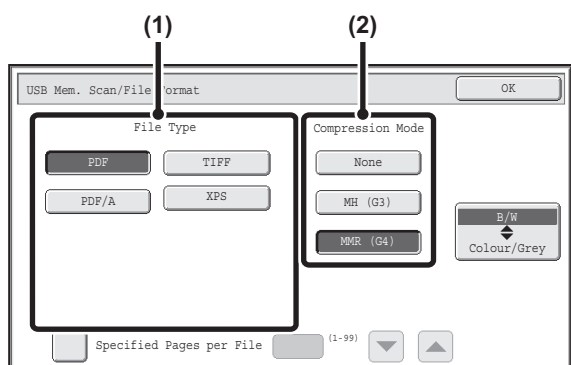 (1) (2)
USB Mem. Scan/File Format OK
File Type Compression Mode
PDF TIFF None
PDF/A XPS MH (G3)
B/W
MMR (G4) Colour/Grey
Specified Pages per File (1-99)